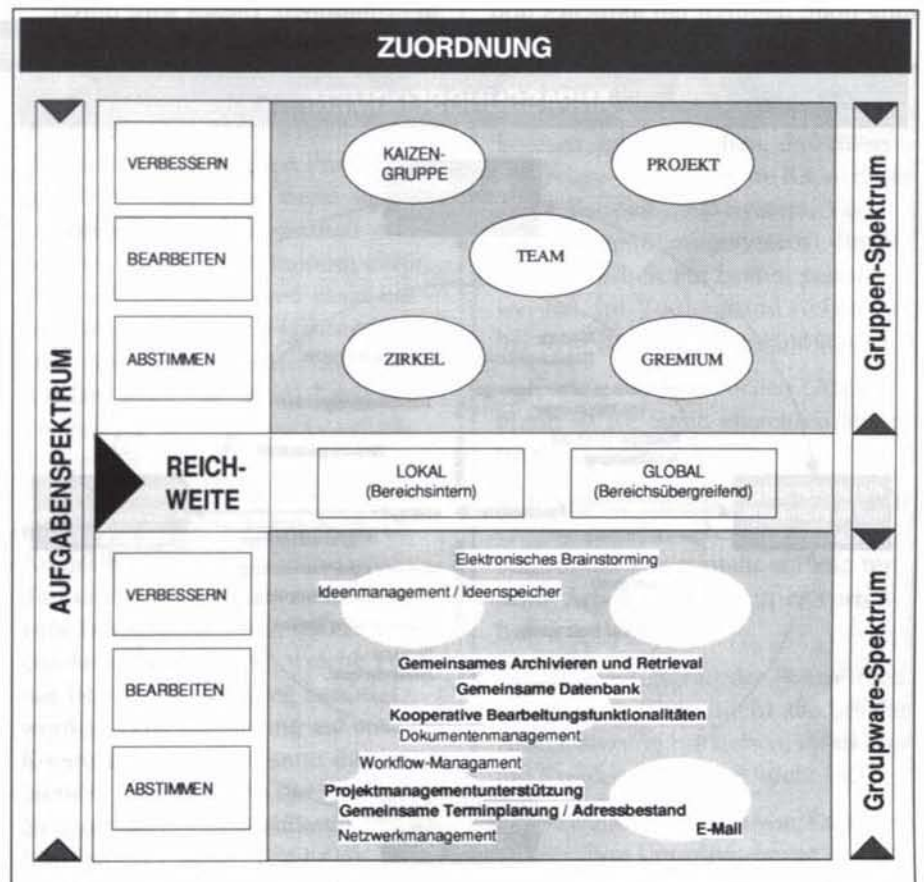 ZUORDNUNG
AUFGABENSPEKTRUM
VERBESSERN
KAIZEN-
GRUPPE
PROJEKT
BEARBEITEN
TEAM
ABSTIMMEN
ZIRKEL
GREMIUM
Gruppen-Spektrum
REICH-
WEITE
LOKAL
(Bereichsintern)
GLOBAL
(Bereichsübergreifend)
Elektronisches Brainstorming
VERBESSERN
Ideenmanagement / Ideenspeicher
Gemeinsames Archivieren und Retrieval
BEARBEITEN
Gemeinsame Datenbank
Kooperative Bearbeitungsfunktionalitäten
Dokumentenmanagement
Workflow-Managament
ABSTIMMEN
Projektmanagementunterstützung
Gemeinsame Terminplanung / Adressbestand
E-Mail
Netzwerkmanagement
Groupware-Spektrum